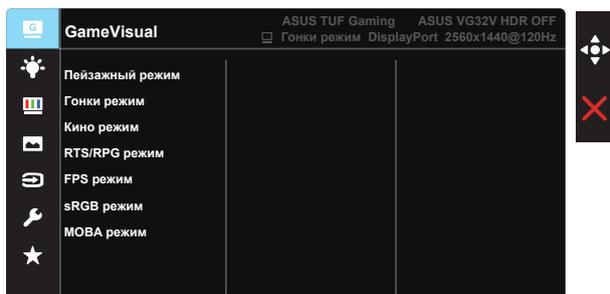 G
GameVisual
ASUS TUF Gaming ASUS VG32V HDR OFF
Гонки режим DisplayPort 2560x1440@120Hz
Пейзажный режим
Гонки режим
Кино режим
RTS/RPG режим
FPS режим
sRGB режим
MOBA режим